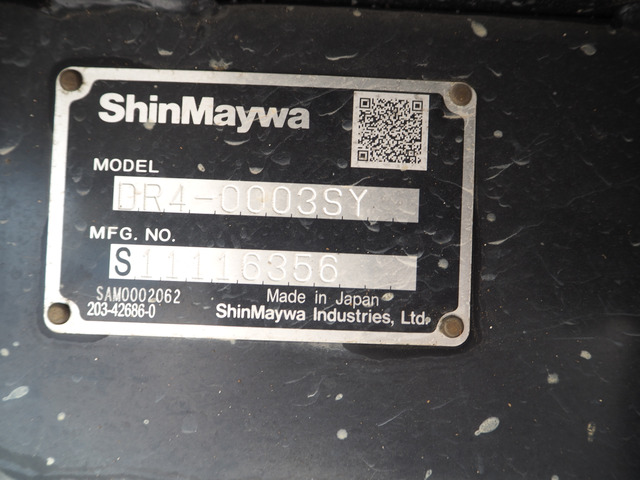 ShinMaywa
MODEL
DR4-0003SY
MFG. NO.
S11116356
SAM0002062
203-42686-0
Made in Japan
ShinMaywa Industries, Ltd.